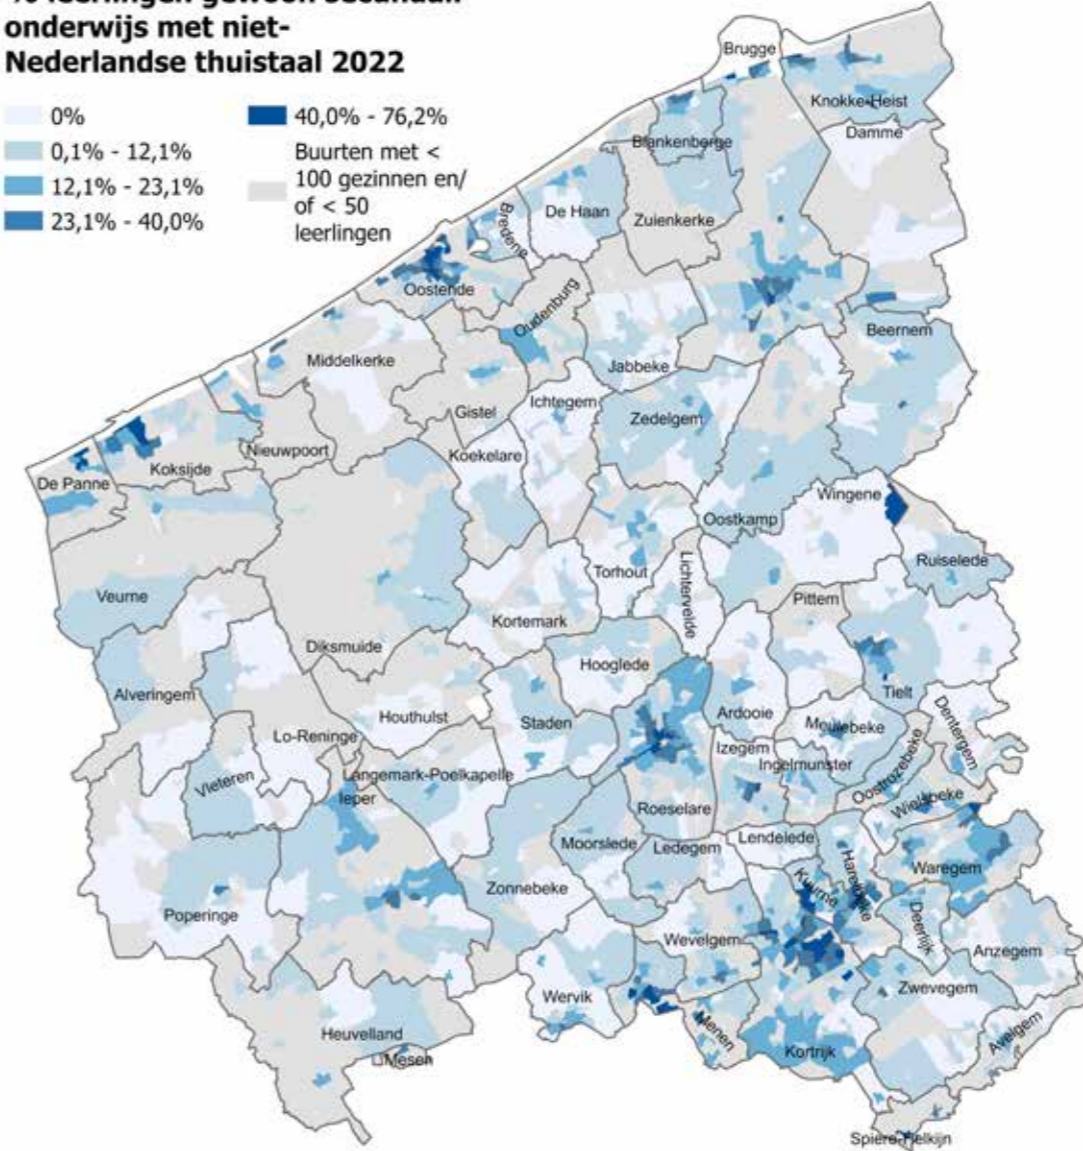 % leerlingen gewoon secundair
onderwijs met niet-
Nederlandse thuistaal 2022
0%
0,1% - 12,1%
12,1% - 23,1%
23,1% - 40,0%
40,0% - 76,2%
Buurten met <
100 gezinnen en/
of < 50
leerlingen
Brugge
Knokke-Heist
Damme
Blankenberge
De Haan
Bredene
Zuienkerke
Oostende
Oudenburg
Beernem
Middelkerke
Jabbeke
Ichtegem
Gistel
Zedelgem
Nieuwpoort
Koekelare
Koksijde
De Panne
Wingene
Oostkamp
Ruiselede
Torhout
Lichtervelde
Veurne
Pittem
Kortemark
Diksmuide
Hooglede
Alveringem
Tielt
Ardooie
Houthulst
Staden
Meulebeke
Dentergem
Lo-Reninge
Izegem
Ingelmunster
Oostrozebeke
Langemark-Poelkapelle
Vleteren
Ieper
Wielsbeke
Roeselare
Moorslede
Ledegem
Lendelede
Harelbeke
Waregem
Kuurne
Zonnebeke
Poperinge
Deerlijk
Wevelgem
Anzegem
Zwevegem
Wervik
Heuvelland
Menen
Avelgem
Kortrijk
Mesen
Spiere-Helkijn